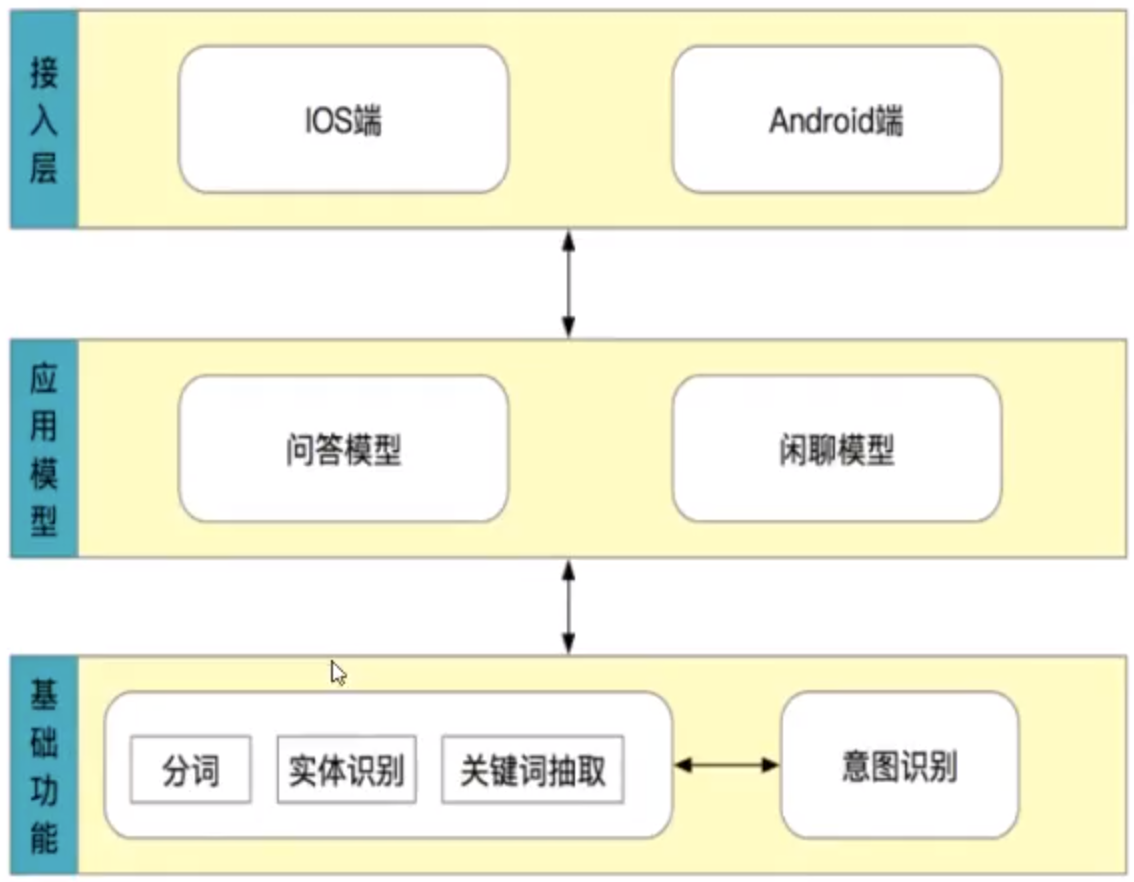 接入层
IOS端
Android端
应用模型
问答模型
闲聊模型
基础功能
分词
实体识别
关键词抽取
意图识别